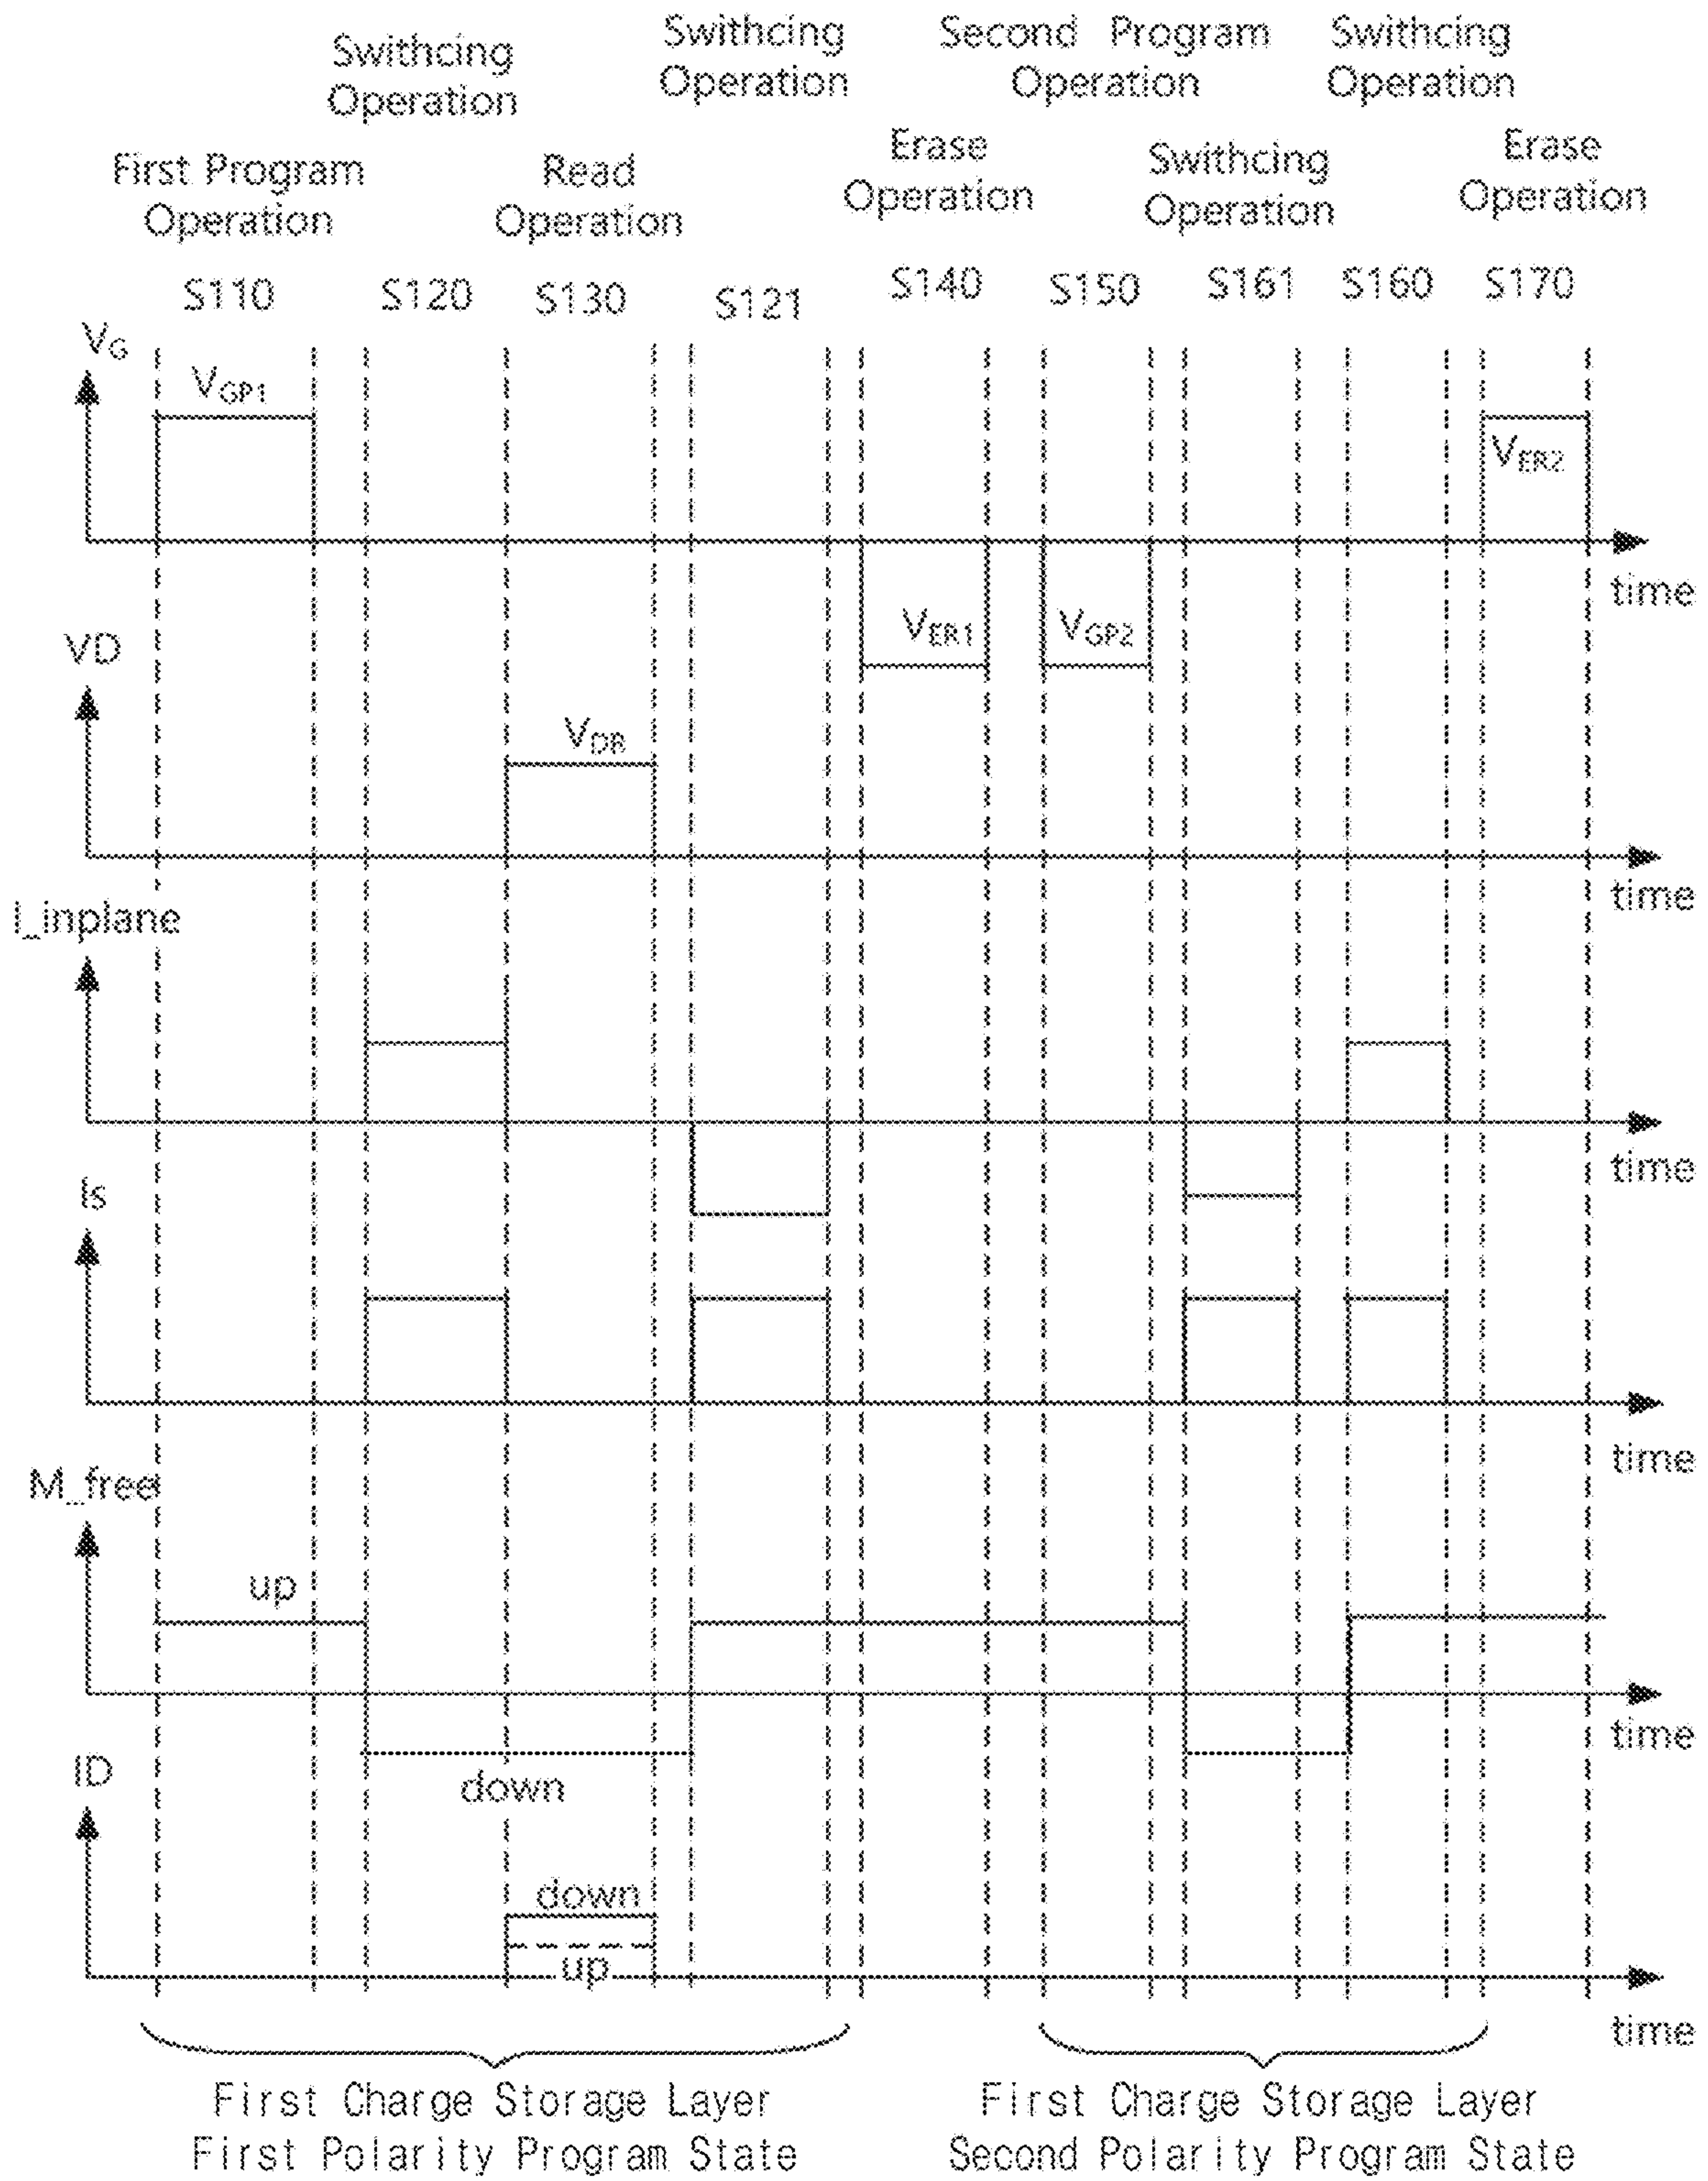 Swithcing
Operation
Swithcing
Operation
Second Program
Operation
Swithcing
Operation
First Program
Operation
Read
Operation
Erase
Operation
Swithcing
Operation
Erase
Operation
S110
S120
S130
S121
S140
S150
S161
S160
S170
VG
VGP1
VER2
time
VER1
VGP2
VD
VDR
time
I_inplane
time
Is
time
M_free
up
time
down
ID
down
up
time
First Charge Storage Layer
First Polarity Program State
First Charge Storage Layer
Second Polarity Program State